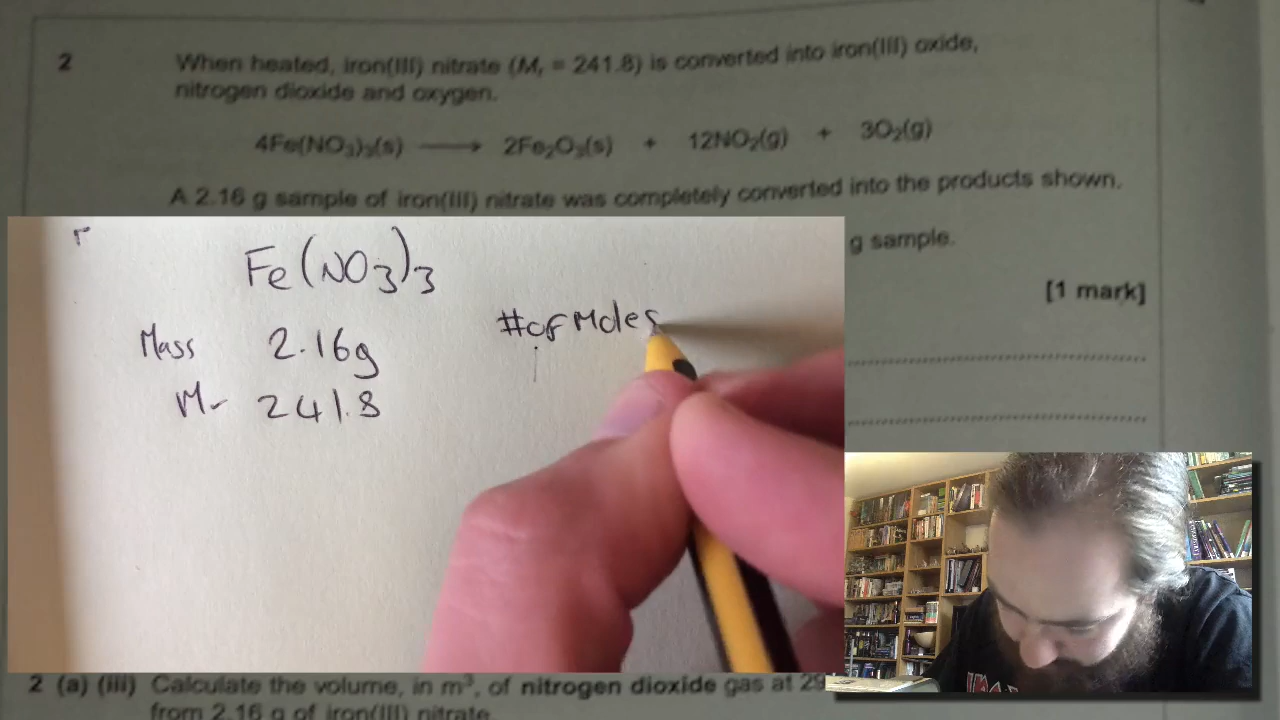 2 When heated, iron(III) nitrate (Mr = 241.8) is converted into iron(III) oxide,
nitrogen dioxide and oxygen.
4Fe(NO3)3(s) ⟶ 2Fe2O3(s) + 12NO2(g) + 3O2(g)
A 2.16 g sample of iron(III) nitrate was completely converted into the products shown.
g sample.
[1 mark]
Fe(NO3)3
#of Moles
Mass 2.16g
Mr 241.8
2 (a) (iii) Calculate the volume, in m³, of nitrogen dioxide gas at 29
from 2.16 g of iron(III) nitrate.